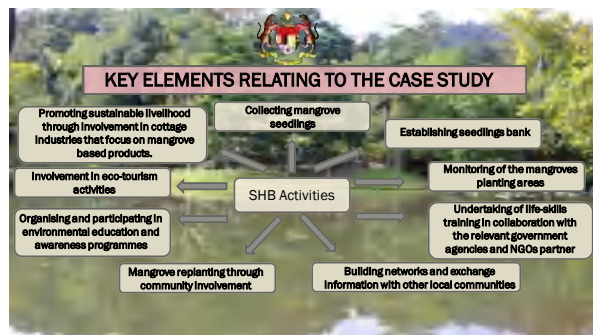 KEY ELEMENTS RELATING TO THE CASE STUDY
Collecting mangrove
seedlings
Promoting sustainable livelihood
through involvement in cottage
industries that focus on mangrove
based products.
Establishing seedlings bank
Involvement in eco-tourism
activities
SHB Activities
Monitoring of the mangroves
planting areas
Organising and participating in
environmental education and
awareness programmes
Undertaking of life-skills
training in collaboration with
the relevant government
agencies and NGOs partner
Mangrove replanting through
community involvement
Building networks and exchange
information with other local communities